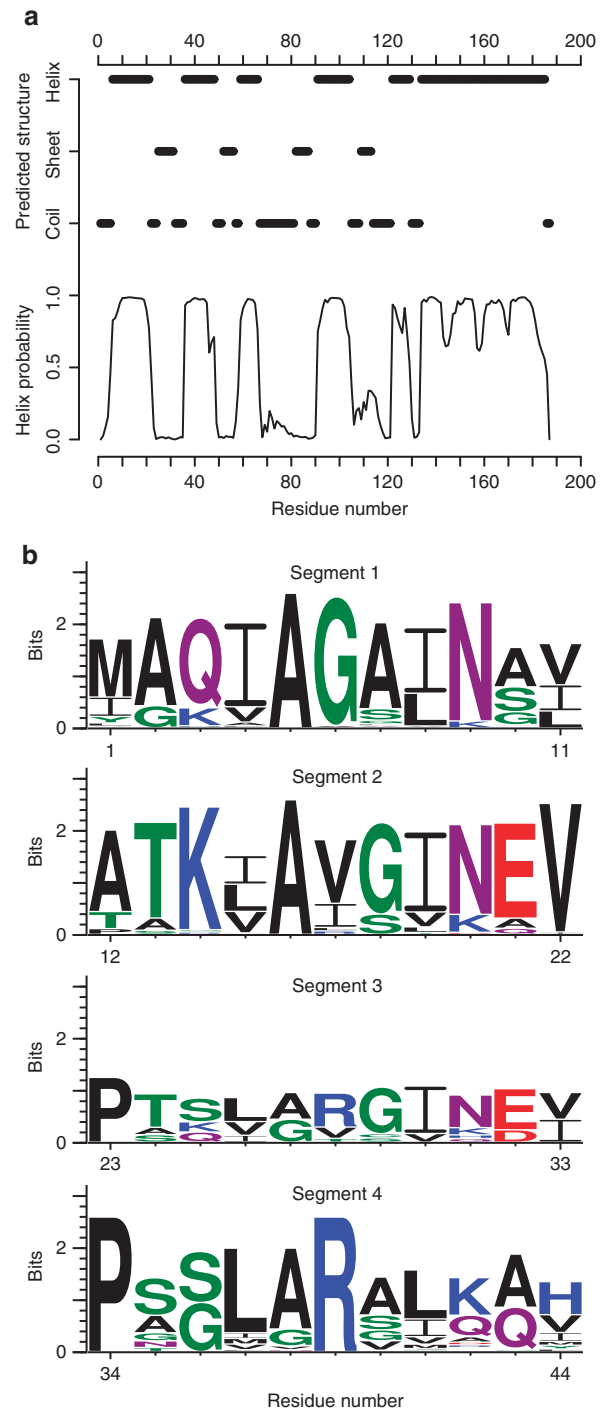 a
0 40 80 120 160 200
Predicted structure
Helix
Sheet
Coil
Helix probability
1.0
0.5
0.0
0 40 80 120 160 200
Residue number
b
Segment 1
Bits
2
0
MAQIAGAINAV
1 11
Segment 2
Bits
2
0
ATKIAVGINEV
12 22
Segment 3
Bits
2
0
PTSLARGINEV
23 33
Segment 4
Bits
2
0
PSSLARALKAH
34 44
Residue number